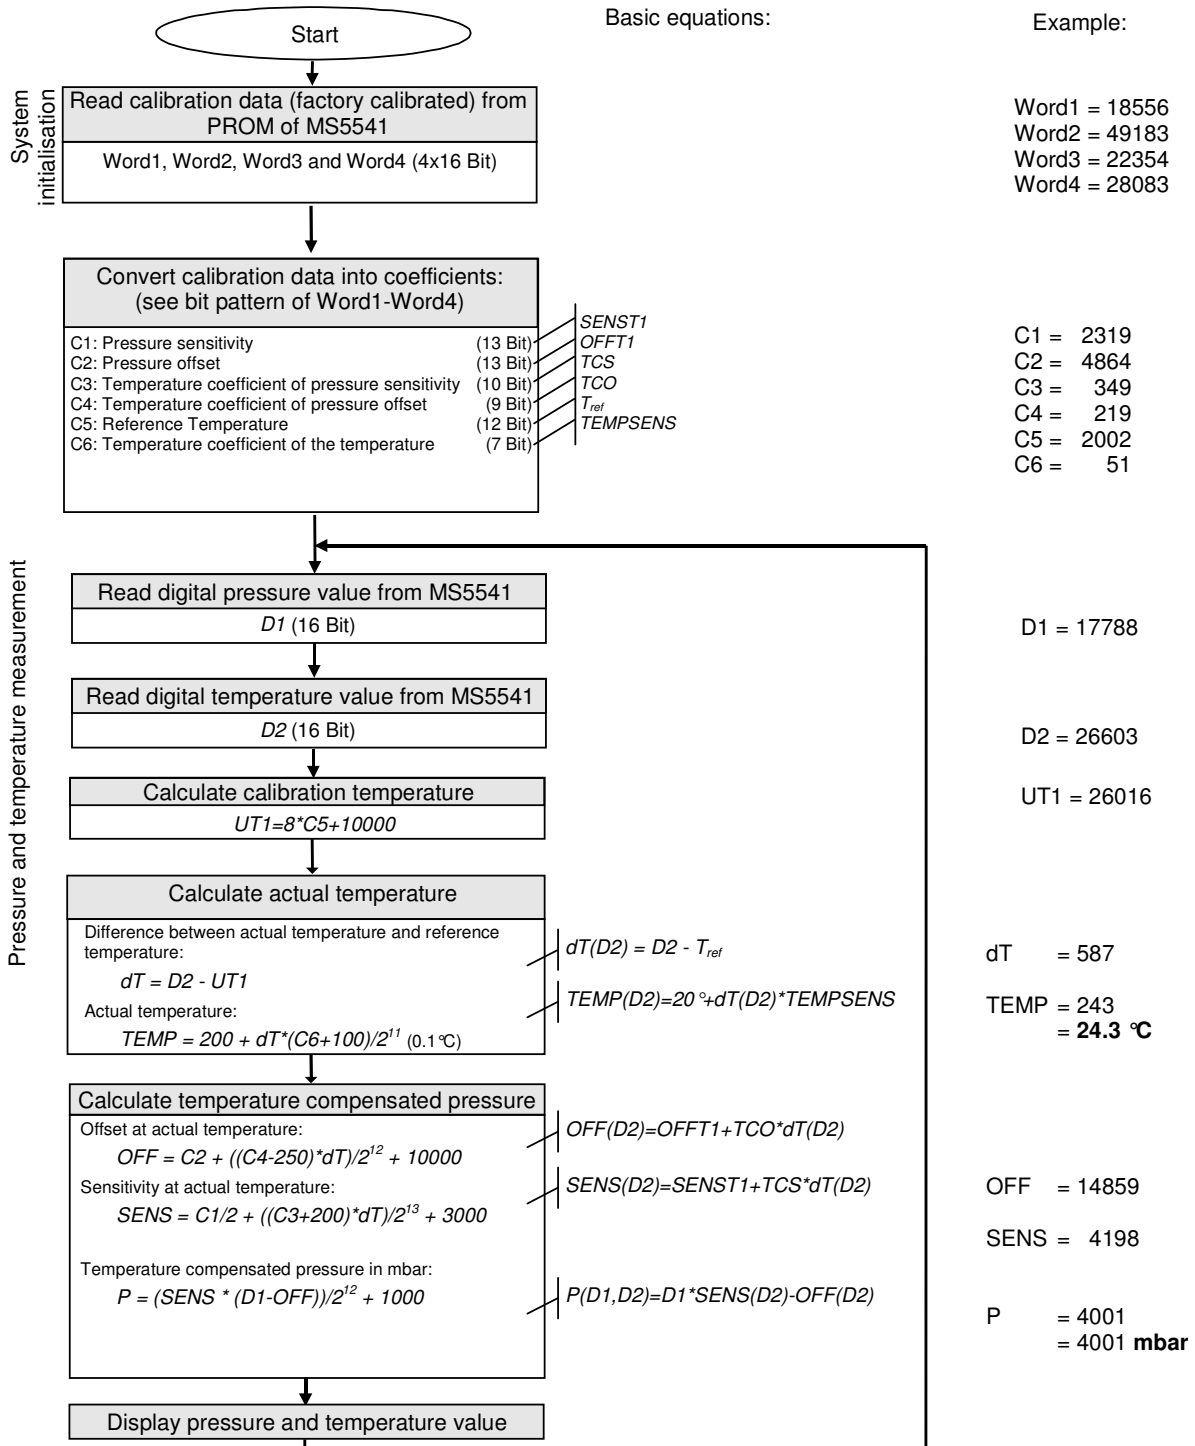 Basic equations:
Example:
Start
System
initialisation
Read calibration data (factory calibrated) from
PROM of MS5541
Word1, Word2, Word3 and Word4 (4x16 Bit)
Word1 = 18556
Word2 = 49183
Word3 = 22354
Word4 = 28083
Convert calibration data into coefficients:
(see bit pattern of Word1-Word4)
C1: Pressure sensitivity (13 Bit) SENST1
C2: Pressure offset (13 Bit) OFFT1
C3: Temperature coefficient of pressure sensitivity (10 Bit) TCS
C4: Temperature coefficient of pressure offset (9 Bit) TCO
C5: Reference Temperature (12 Bit) Tref
C6: Temperature coefficient of the temperature (7 Bit) TEMPSENS
C1 = 2319
C2 = 4864
C3 = 349
C4 = 219
C5 = 2002
C6 = 51
Pressure and temperature measurement
Read digital pressure value from MS5541
D1 (16 Bit)
D1 = 17788
Read digital temperature value from MS5541
D2 (16 Bit)
D2 = 26603
Calculate calibration temperature
UT1=8*C5+10000
UT1 = 26016
Calculate actual temperature
Difference between actual temperature and reference
temperature:
dT = D2 - UT1
dT(D2) = D2 - Tref
dT = 587
Actual temperature:
TEMP = 200 + dT*(C6+100)/2^11 (0.1°C)
TEMP(D2)=20°+dT(D2)*TEMPSENS
TEMP = 243
= 24.3 °C
Calculate temperature compensated pressure
Offset at actual temperature:
OFF = C2 + ((C4-250)*dT)/2^12 + 10000
OFF(D2)=OFFT1+TCO*dT(D2)
OFF = 14859
Sensitivity at actual temperature:
SENS = C1/2 + ((C3+200)*dT)/2^13 + 3000
SENS(D2)=SENST1+TCS*dT(D2)
SENS = 4198
Temperature compensated pressure in mbar:
P = (SENS * (D1-OFF))/2^12 + 1000
P(D1,D2)=D1*SENS(D2)-OFF(D2)
P = 4001
= 4001 mbar
Display pressure and temperature value